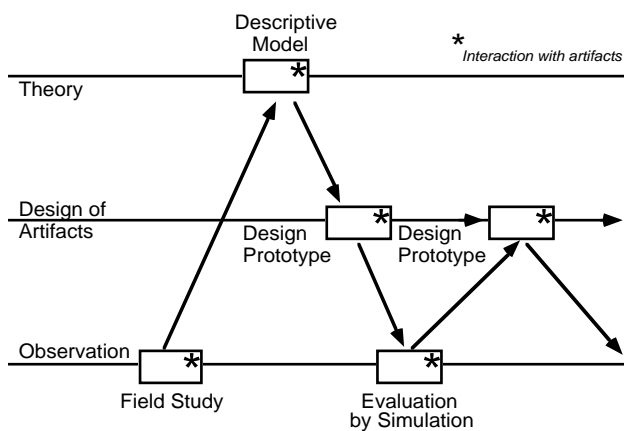 Descriptive
Model
* Interaction with artifacts
*
Theory
Design of
Artifacts
*
*
Design
Prototype
Design
Prototype
Observation
*
*
Field Study
Evaluation
by Simulation